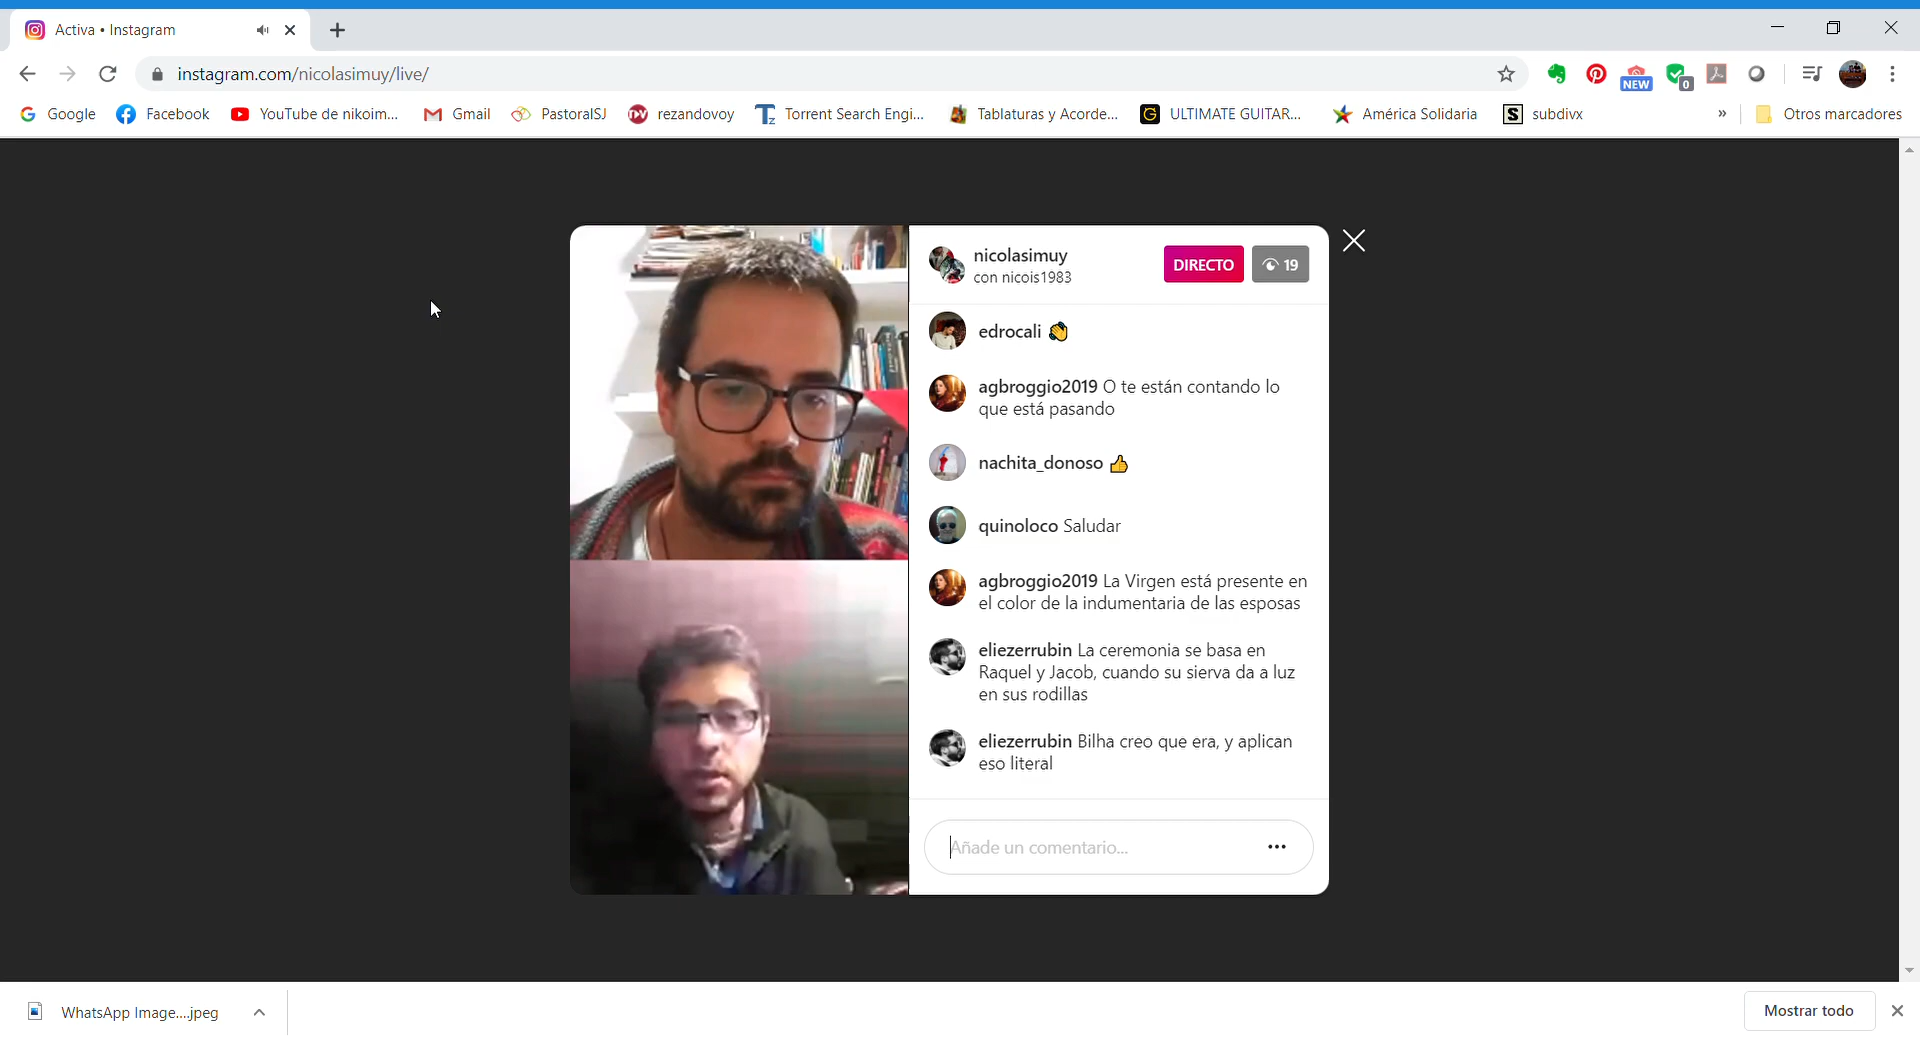 Activa • Instagram
instagram.com/nicolasimuy/live/
NEW
0
Google
Facebook
YouTube de nikoim...
Gmail
PastoralSJ
rezandovoy
Torrent Search Engi...
Tablaturas y Acorde...
ULTIMATE GUITAR...
América Solidaria
subdivx
»
Otros marcadores
nicolasimuy
con nicois1983
DIRECTO
19
edrocali 👏
agbroggio2019 O te están contando lo
que está pasando
nachita_donoso 👍
quinoloco Saludar
agbroggio2019 La Virgen está presente en
el color de la indumentaria de las esposas
eliezerrubin La ceremonia se basa en
Raquel y Jacob, cuando su sierva da a luz
en sus rodillas
eliezerrubin Bilha creo que era, y aplican
eso literal
Añade un comentario...
WhatsApp Image....jpeg
Mostrar todo